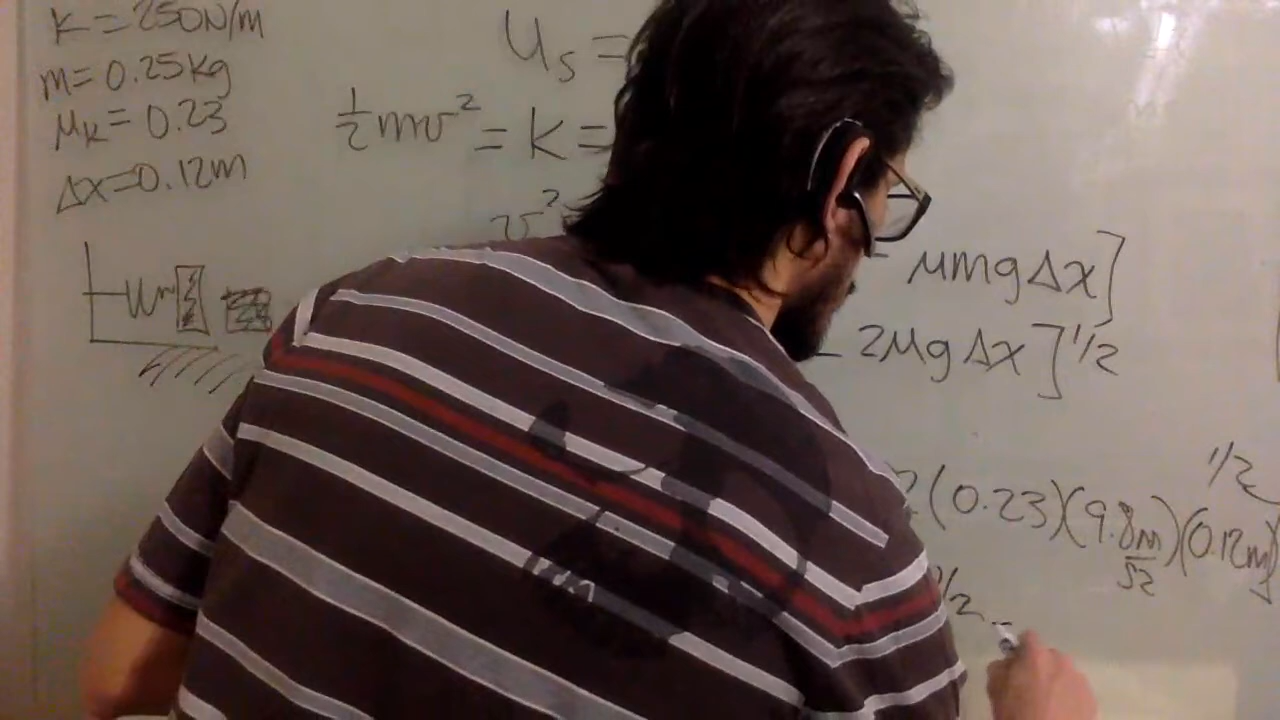 K = 250N/m
m = 0.25kg
μk = 0.23
Δx = 0.12m
Us =
½mv² = K =
v²
- μmgΔx]
- 2μgΔx]^1/2
2(0.23)(9.8m/s2)(0.12m) 1/2
1/2 =